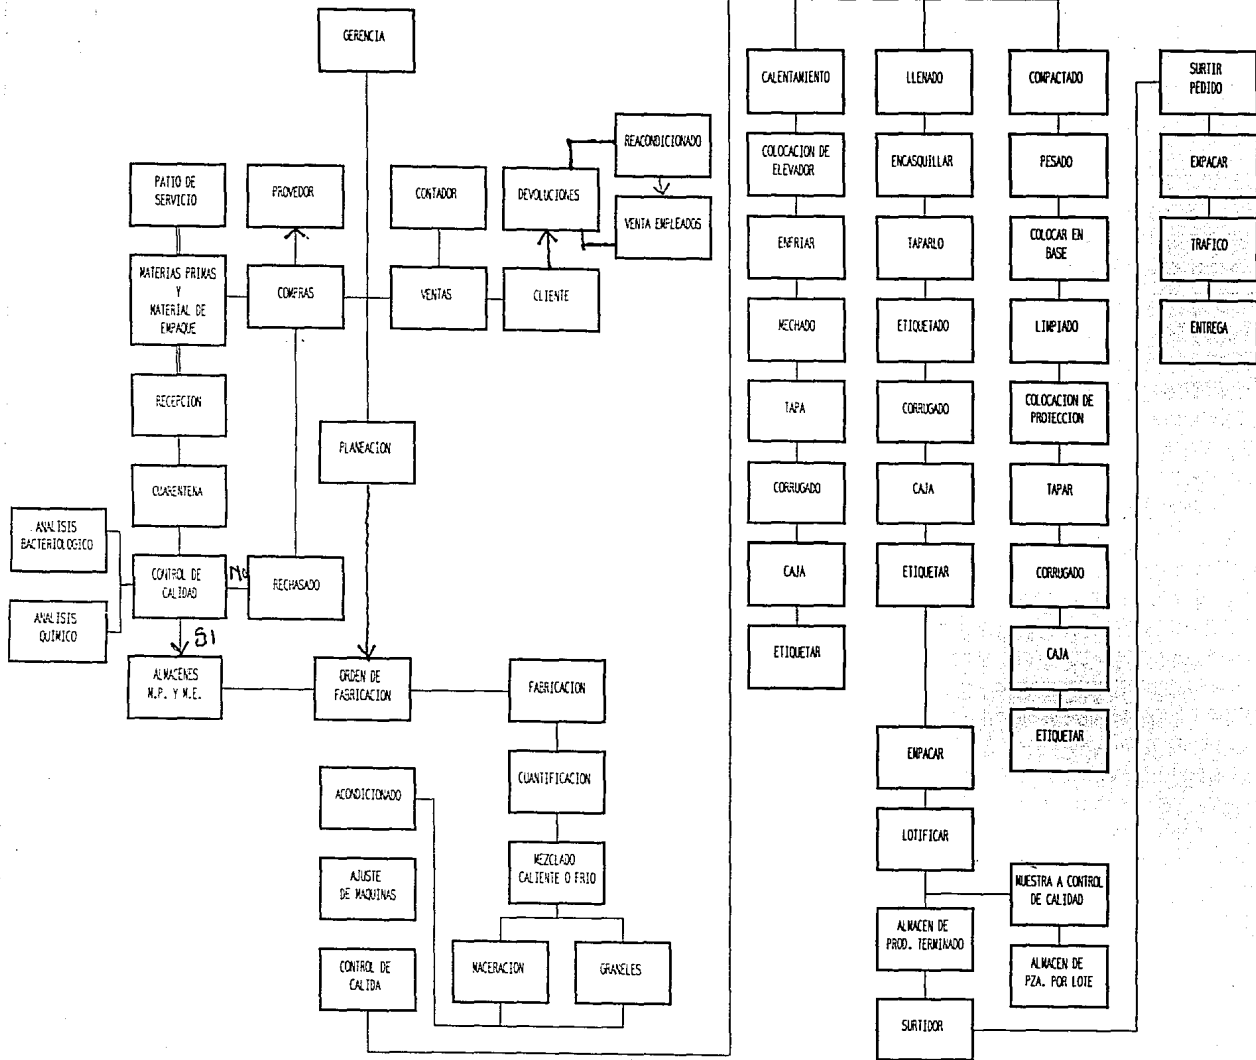 GERENCIA
REACONDICIONADO
PATIO DE
SERVICIO
PROVEDOR
CONTADOR
DEVOLUCIONES
VENTA EMPLEADOS
MATERIAS PRIMAS
Y
MATERIAL DE
EMPAQUE
COMPRAS
VENTAS
CLIENTE
RECEPCION
PLANEACION
CUARENTENA
ANALISIS
BACTERIOLOGICO
CONTROL DE
CALIDAD
No
RECHASADO
ANALISIS
QUIMICO
SI
ALMACENES
M.P. Y M.E.
ORDEN DE
FABRICACION
FABRICACION
ACONDICIONADO
CUANTIFICACION
AJUSTE
DE MAQUINAS
MEZCLADO
CALIENTE O FRIO
CONTROL DE
CALIDA
MACERACION
GRANELES
CALENTAMIENTO
COLOCACION DE
ELEVADOR
ENFRIAR
MECHADO
TAPA
CORRUGADO
CAJA
ETIQUETAR
LLENADO
ENCASQUILLAR
TAPARLO
ETIQUETADO
CORRUGADO
CAJA
ETIQUETAR
EMPACAR
LOTIFICAR
ALMACEN DE
PROD. TERMINADO
SURTIDOR
COMPACTADO
PESADO
COLOCAR EN
BASE
LIMPIADO
COLOCACION DE
PROTECCION
TAPAR
CORRUGADO
CAJA
ETIQUETAR
MUESTRA A CONTROL
DE CALIDAD
ALMACEN DE
PZA. POR LOTE
SURTIR
PEDIDO
EMPACAR
TRAFICO
ENTREGA